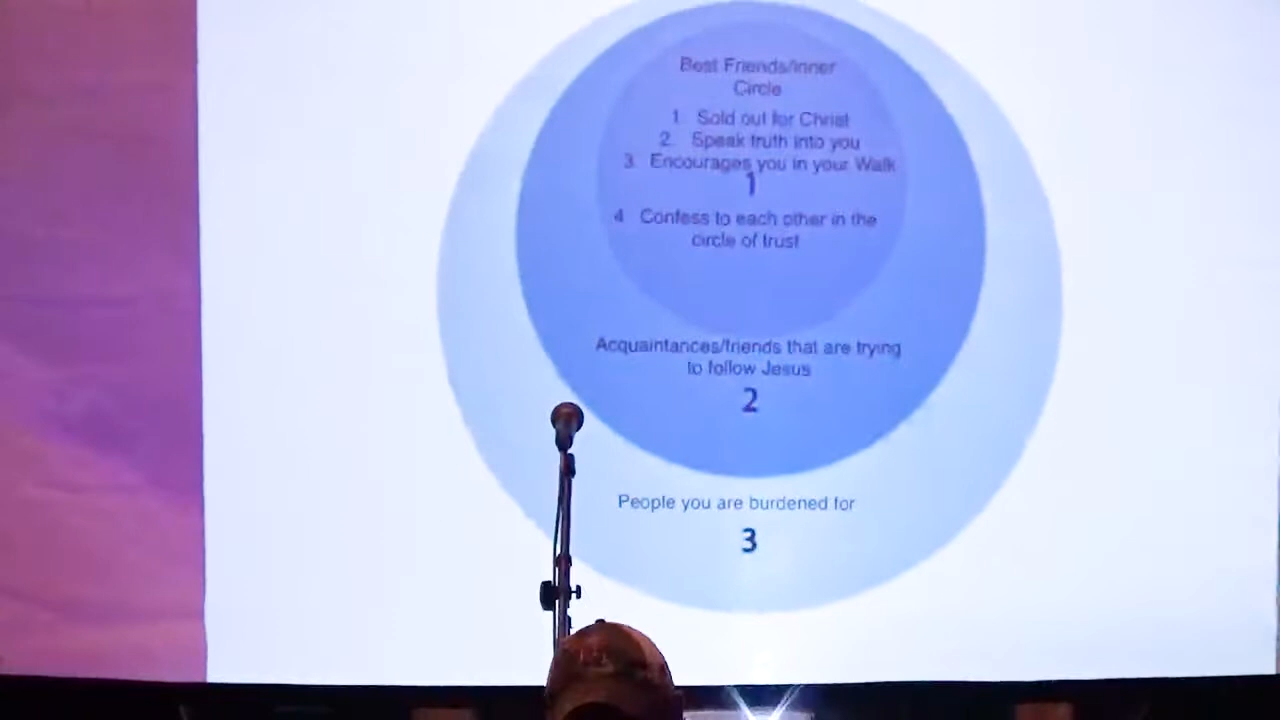 Best Friends/Inner
Circle
1. Sold out for Christ
2. Speak truth into you
3. Encourages you in your Walk
1
4. Confess to each other in the
circle of trust
Acquaintances/friends that are trying
to follow Jesus
2
People you are burdened for
3